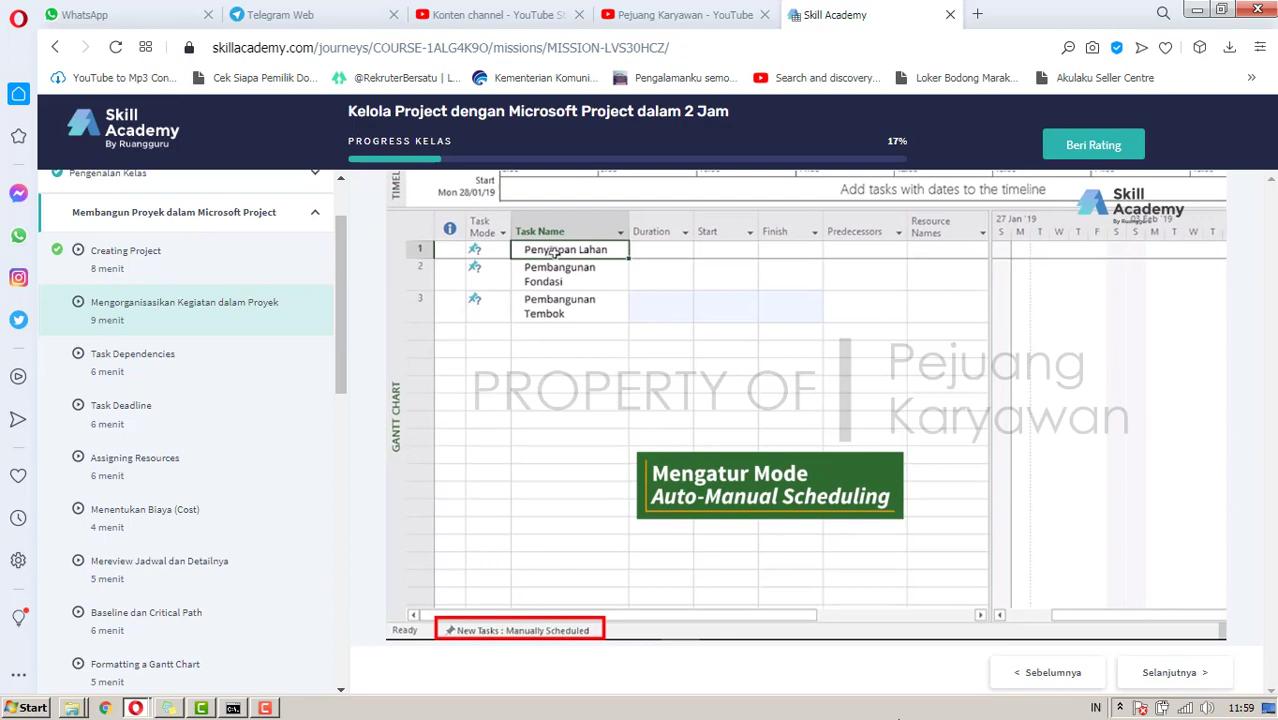 WhatsApp
Telegram Web
Konten channel - YouTube S
Pejuang Karyawan - YouTube
Skill Academy
skillacademy.com/journeys/COURSE-1ALG4K9O/missions/MISSION-LVS30HCZ/
YouTube to Mp3 Con...
Cek Siapa Pemilik Do...
@RekruterBersatu | L...
Kementerian Komuni...
Pengalamanku semo...
Search and discovery...
Loker Bodong Marak...
Akulaku Seller Centre
Skill
Academy
By Ruangguru
Kelola Project dengan Microsoft Project dalam 2 Jam
PROGRESS KELAS
17%
Beri Rating
Pengenalan Kelas
Membangun Proyek dalam Microsoft Project
Creating Project
8 menit
Mengorganisasikan Kegiatan dalam Proyek
9 menit
Task Dependencies
6 menit
Task Deadline
6 menit
Assigning Resources
6 menit
Menentukan Biaya (Cost)
4 menit
Mereview Jadwal dan Detailnya
5 menit
Baseline dan Critical Path
6 menit
Formatting a Gantt Chart
5 menit
TIMEL
Start
Mon 28/01/19
Add tasks with dates to the timeline
Skill
Academy
By Ruangguru
Task
Mode
Task Name
Duration
Start
Finish
Predecessors
Resource
Names
27 Jan '19
03 Feb '19
S M T W T F S S M T W T
1
Penyiapan Lahan
2
Pembangunan
Fondasi
3
Pembangunan
Tembok
GANTT CHART
PROPERTY OF
Pejuang
Karyawan
Mengatur Mode
Auto-Manual Scheduling
Ready
New Tasks : Manually Scheduled
< Sebelumnya
Selanjutnya >
Start
IN
11:59